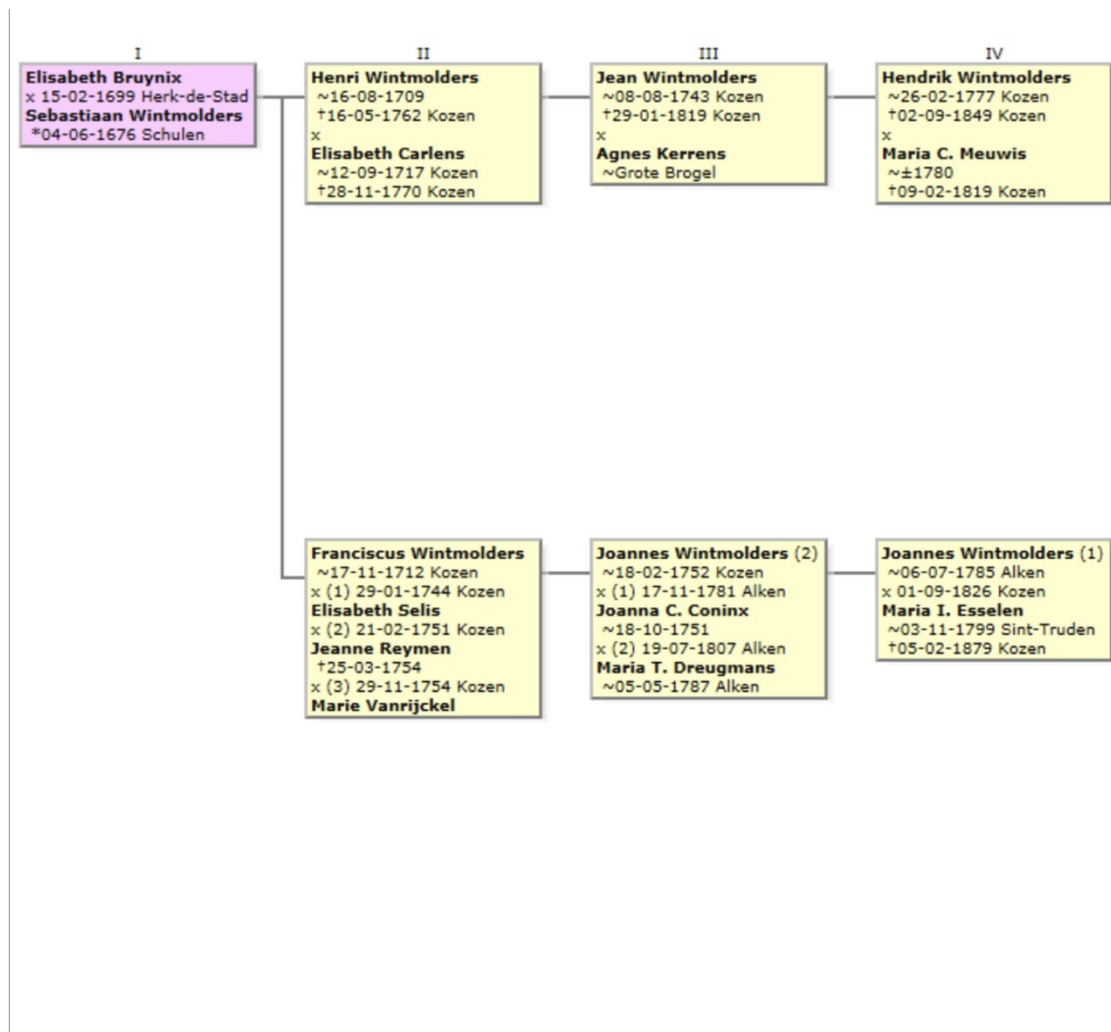 I
II
III
IV
Elisabeth Bruynix
x 15-02-1699 Herk-de-Stad
Sebastiaan Wintmolders
*04-06-1676 Schulen
Henri Wintmolders
~16-08-1709
†16-05-1762 Kozen
x
Elisabeth Carlens
~12-09-1717 Kozen
†28-11-1770 Kozen
Jean Wintmolders
~08-08-1743 Kozen
†29-01-1819 Kozen
x
Agnes Kerrens
~Grote Brogel
Hendrik Wintmolders
~26-02-1777 Kozen
†02-09-1849 Kozen
x
Maria C. Meuwis
~±1780
†09-02-1819 Kozen
Franciscus Wintmolders
~17-11-1712 Kozen
x (1) 29-01-1744 Kozen
Elisabeth Selis
x (2) 21-02-1751 Kozen
Jeanne Reymen
†25-03-1754
x (3) 29-11-1754 Kozen
Marie Vanrijckel
Joannes Wintmolders (2)
~18-02-1752 Kozen
x (1) 17-11-1781 Alken
Joanna C. Coninx
~18-10-1751
x (2) 19-07-1807 Alken
Maria T. Dreugmans
~05-05-1787 Alken
Joannes Wintmolders (1)
~06-07-1785 Alken
x 01-09-1826 Kozen
Maria I. Esselen
~03-11-1799 Sint-Truden
†05-02-1879 Kozen